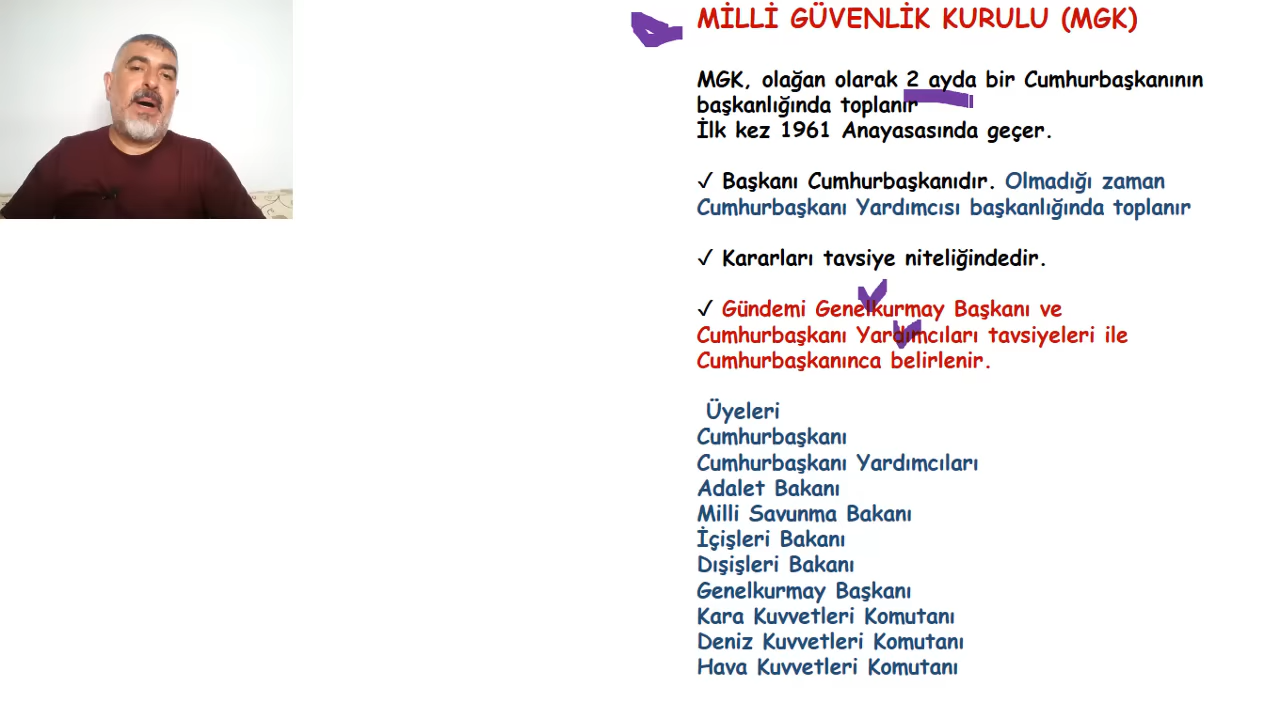 MİLLİ GÜVENLİK KURULU (MGK)
MGK, olağan olarak 2 ayda bir Cumhurbaşkanının
başkanlığında toplanır
İlk kez 1961 Anayasasında geçer.
✓ Başkanı Cumhurbaşkanıdır. Olmadığı zaman
Cumhurbaşkanı Yardımcısı başkanlığında toplanır
✓ Kararları tavsiye niteliğindedir.
✓ Gündemi Genelkurmay Başkanı ve
Cumhurbaşkanı Yardımcıları tavsiyeleri ile
Cumhurbaşkanınca belirlenir.
Üyeleri
Cumhurbaşkanı
Cumhurbaşkanı Yardımcıları
Adalet Bakanı
Milli Savunma Bakanı
İçişleri Bakanı
Dışişleri Bakanı
Genelkurmay Başkanı
Kara Kuvvetleri Komutanı
Deniz Kuvvetleri Komutanı
Hava Kuvvetleri Komutanı